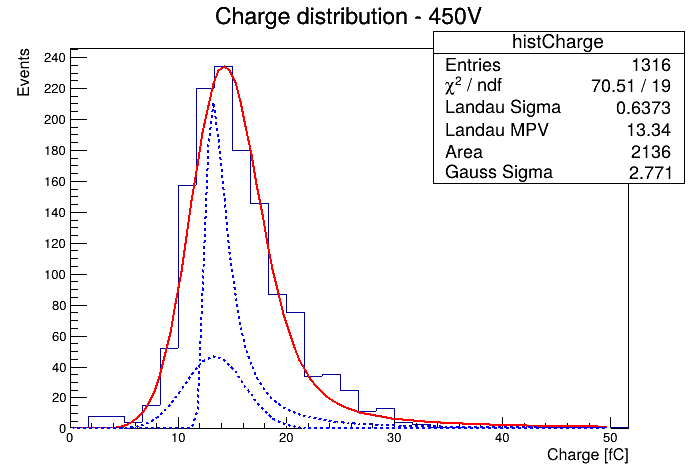 Charge distribution - 450V
histCharge
Entries 1316
χ² / ndf 70.51 / 19
Landau Sigma 0.6373
Landau MPV 13.34
Area 2136
Gauss Sigma 2.771
Events
240
220
200
180
160
140
120
100
80
60
40
20
0
0 10 20 30 40 50
Charge [fC]